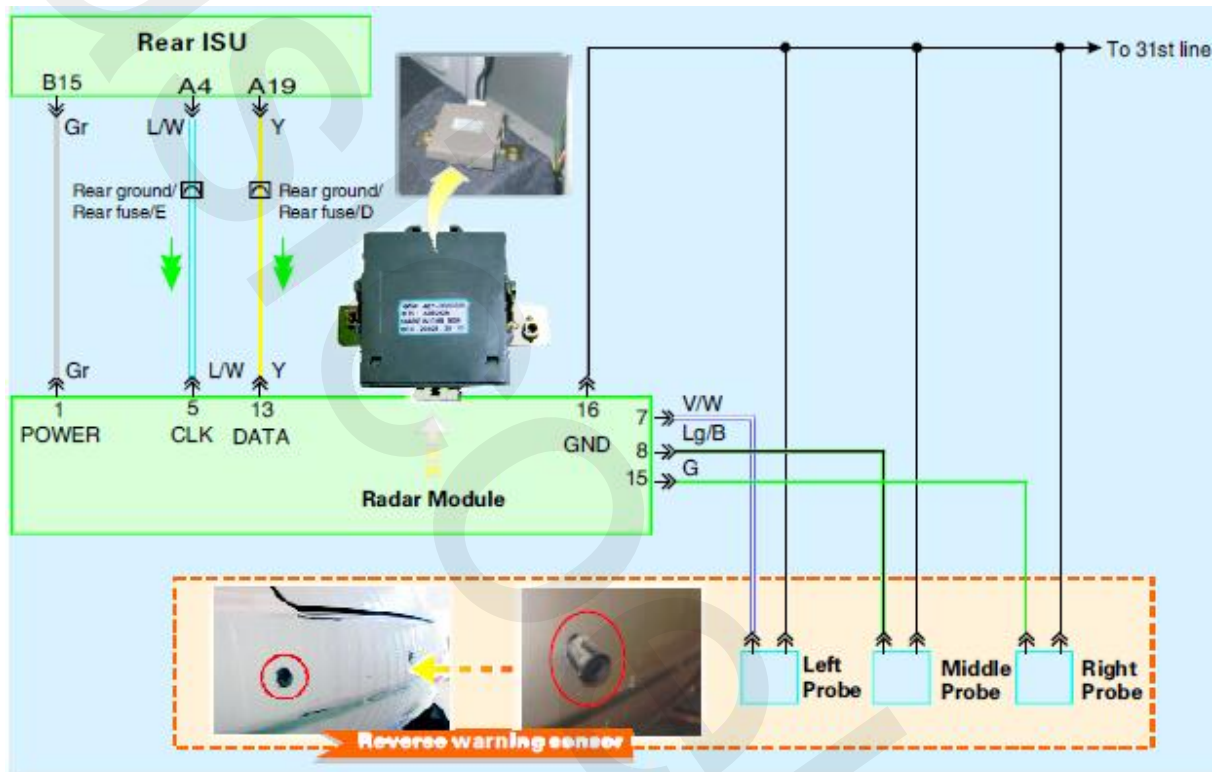 Rear ISU
To 31st line
B15 A4 A19
Gr L/W Y
Rear ground/
Rear fuse/E
Rear ground/
Rear fuse/D
Gr L/W Y
1 5 13 16
POWER CLK DATA GND
7 V/W
8 Lg/B
15 G
Radar Module
Left
Probe
Middle
Probe
Right
Probe
Reverse warning sensor